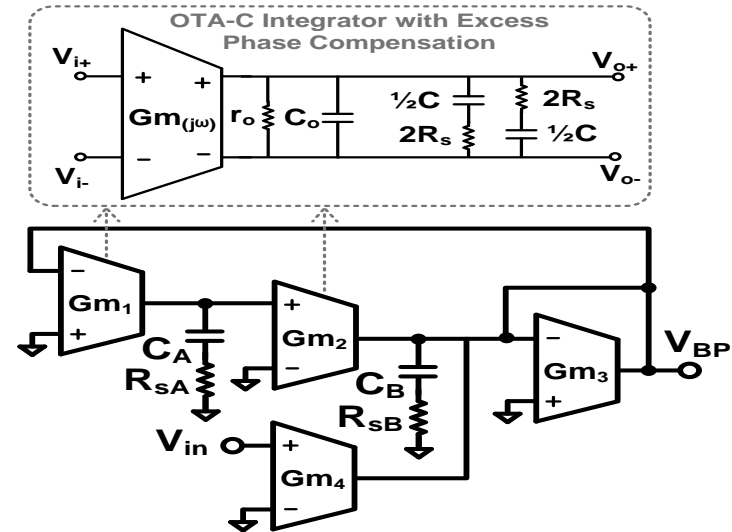 OTA-C Integrator with Excess
Phase Compensation
Vi+
+ +
Vo+
Gm(jω)
ro
Co
½C
2Rs
2Rs
½C
− −
Vi-
Vo-
−
Gm1
+
+
Gm2
−
CA
RsA
CB
RsB
−
Gm3
+
VBP
Vin
+
Gm4
−